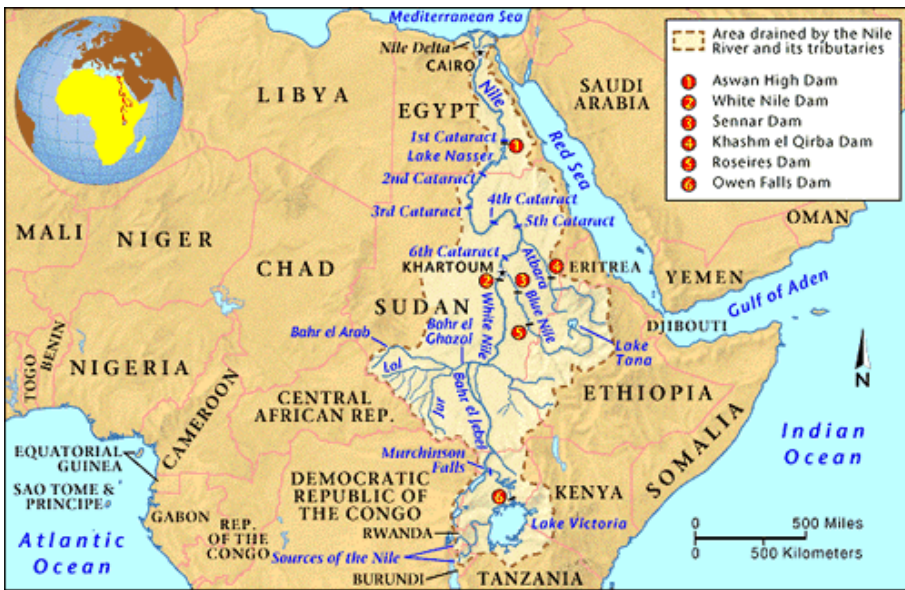 Mediterranean Sea
Nile Delta
CAIRO
LIBYA
EGYPT
Nile
SAUDI
ARABIA
Red Sea
1st Cataract
Lake Nasser
2nd Cataract
3rd Cataract
4th Cataract
5th Cataract
6th Cataract
KHARTOUM
Atbara
ERITREA
MALI
NIGER
CHAD
SUDAN
OMAN
YEMEN
Gulf of Aden
DJIBOUTI
White Nile
Blue Nile
Lake
Tana
Bahr el Arab
Bahr el
Ghazol
Lol
Jur
Bahr el Jebel
TOGO
BENIN
NIGERIA
CAMEROON
CENTRAL
AFRICAN REP.
ETHIOPIA
SOMALIA
Indian
Ocean
EQUATORIAL
GUINEA
SAO TOME &
PRINCIPE
GABON
REP.
OF THE
CONGO
DEMOCRATIC
REPUBLIC OF
THE CONGO
Murchinson
Falls
KENYA
Lake Victoria
RWANDA
Sources of the Nile
BURUNDI
TANZANIA
Atlantic
Ocean
Area drained by the Nile
River and its tributaries
1 Aswan High Dam
2 White Nile Dam
3 Sennar Dam
4 Khashm el Qirba Dam
5 Roseires Dam
6 Owen Falls Dam
1
2
3
4
5
6
N
0 500 Miles
0 500 Kilometers